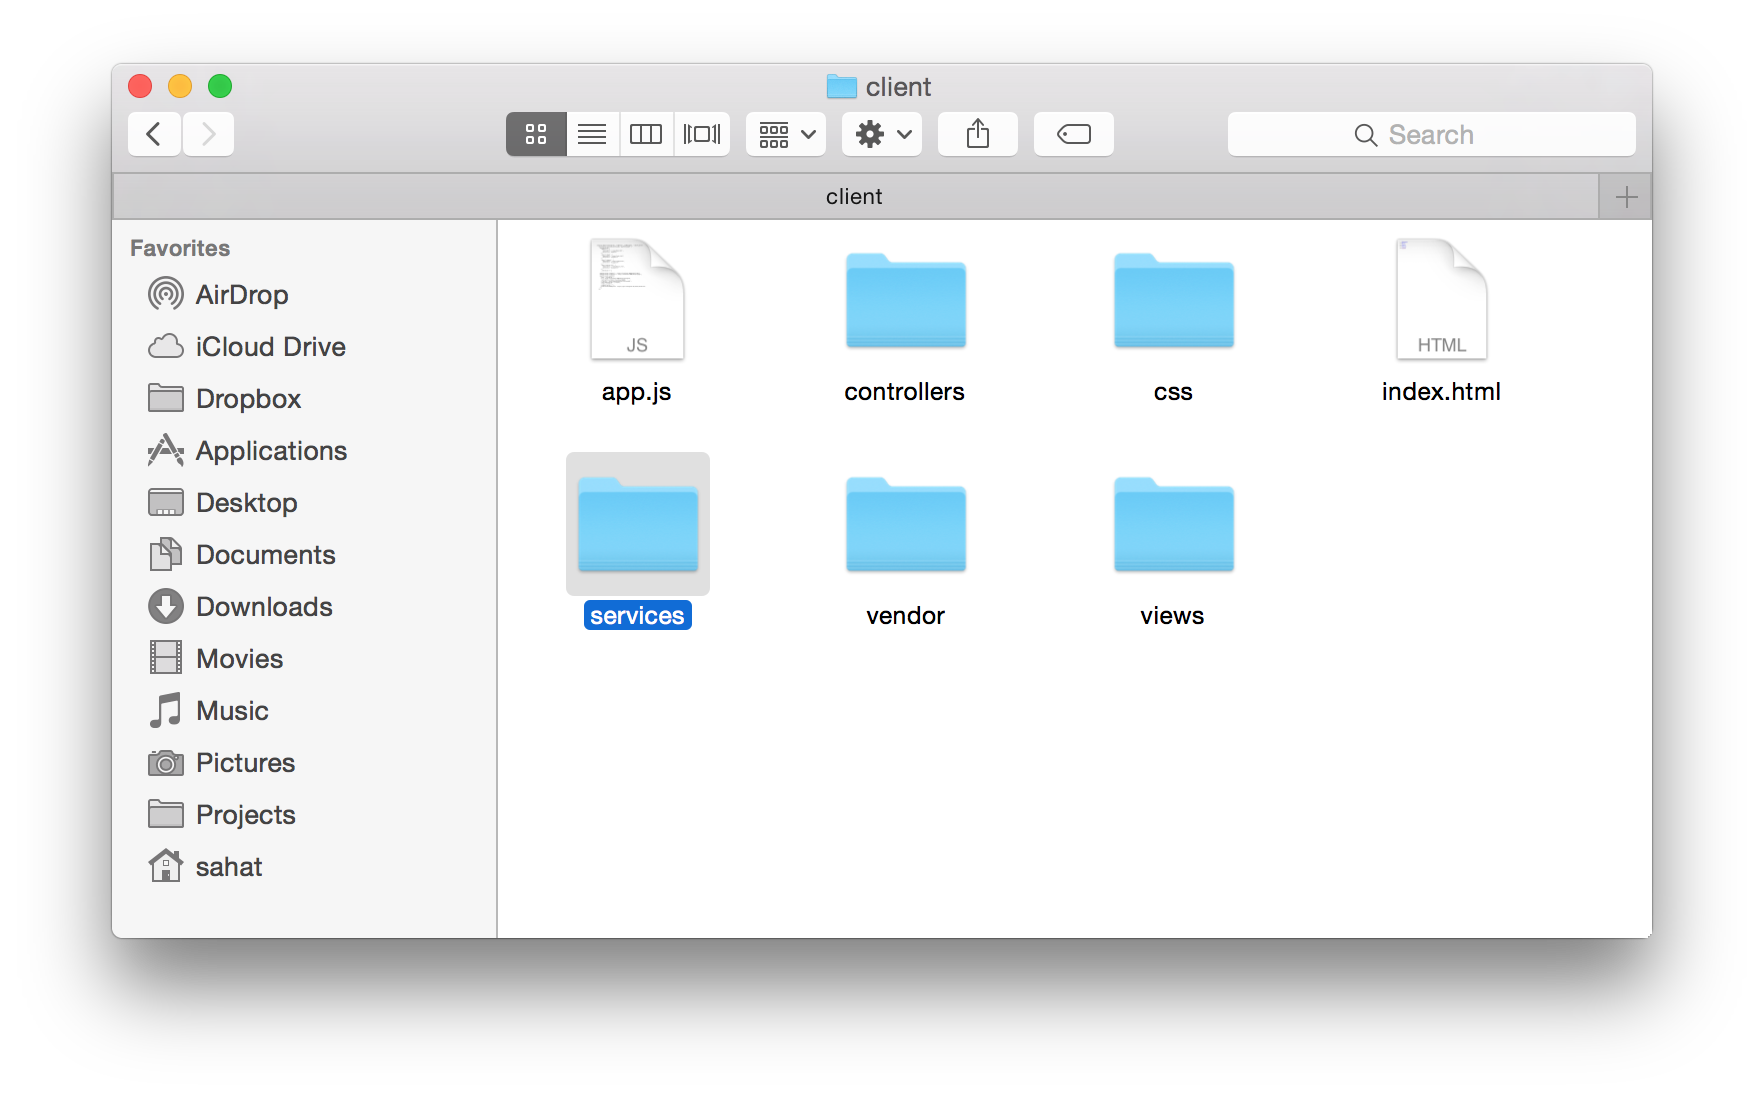 client
Search
client
Favorites
AirDrop
iCloud Drive
Dropbox
Applications
Desktop
Documents
Downloads
Movies
Music
Pictures
Projects
sahat
JS
HTML
app.js
controllers
css
index.html
services
vendor
views